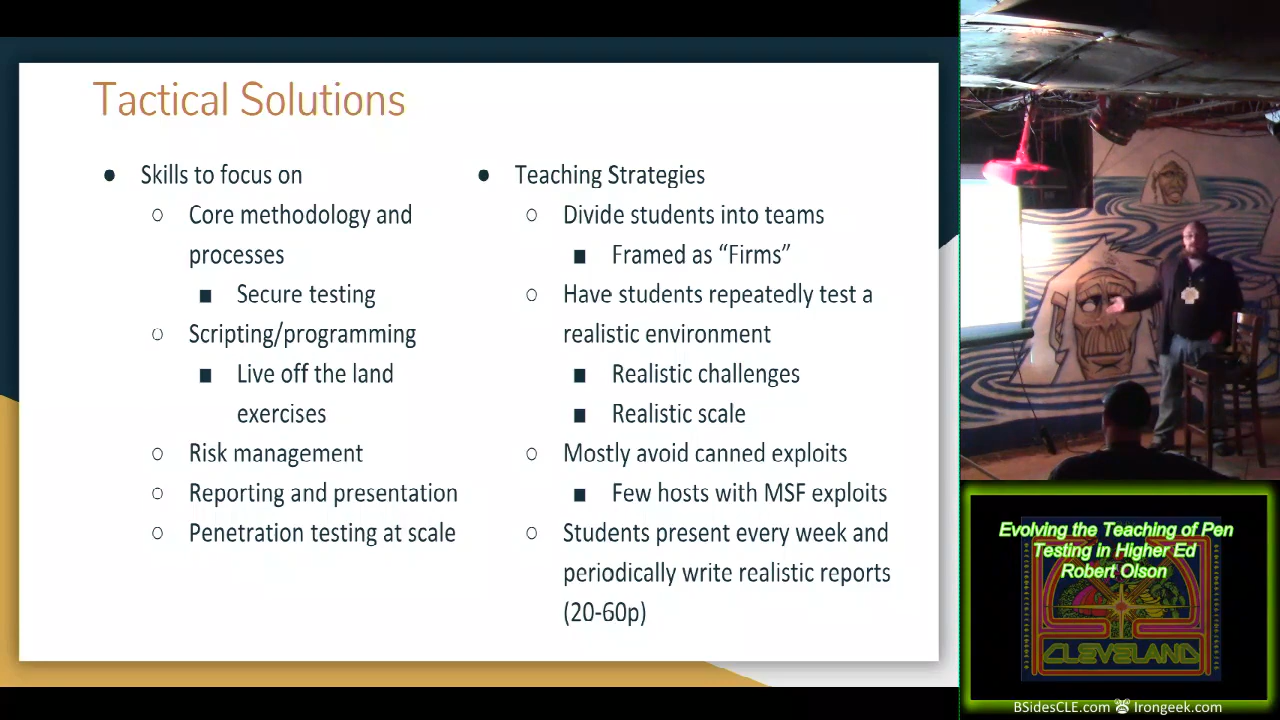 Tactical Solutions
● Skills to focus on
○ Core methodology and
processes
■ Secure testing
○ Scripting/programming
■ Live off the land
exercises
○ Risk management
○ Reporting and presentation
○ Penetration testing at scale
● Teaching Strategies
○ Divide students into teams
■ Framed as “Firms”
○ Have students repeatedly test a
realistic environment
■ Realistic challenges
■ Realistic scale
○ Mostly avoid canned exploits
■ Few hosts with MSF exploits
○ Students present every week and
periodically write realistic reports
(20-60p)
Evolving the Teaching of Pen
Testing in Higher Ed
Robert Olson
CLEVELAND
BSidesCLE.com Irongeek.com